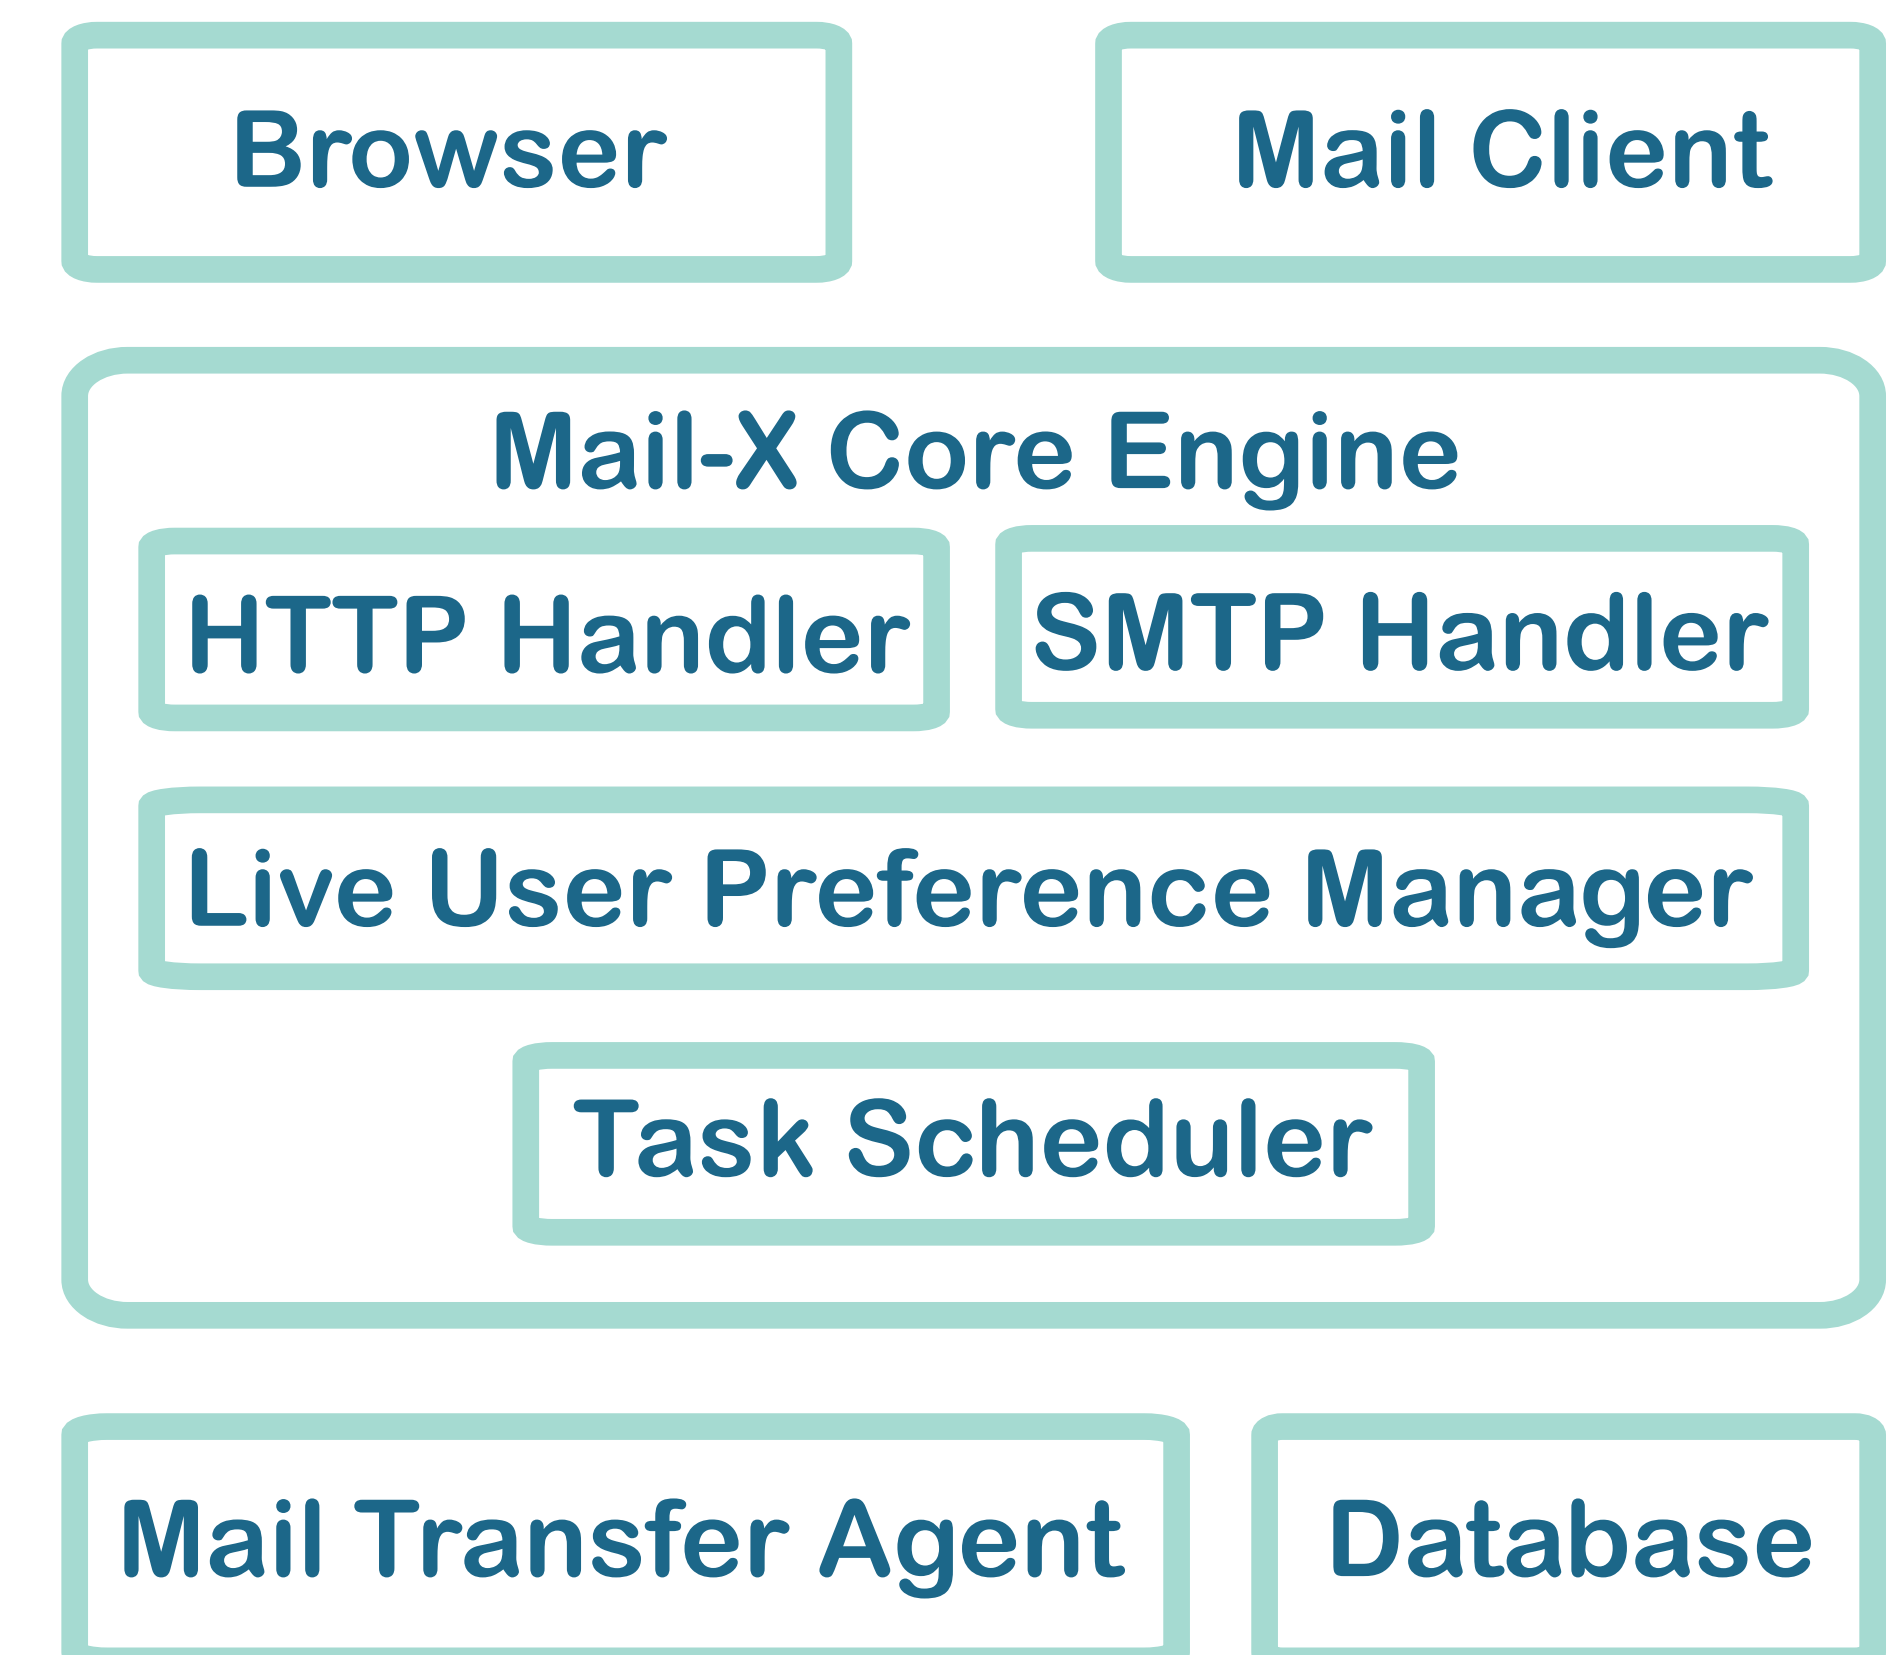 Browser
Mail Client
Mail-X Core Engine
HTTP Handler
SMTP Handler
Live User Preference Manager
Task Scheduler
Mail Transfer Agent
Database